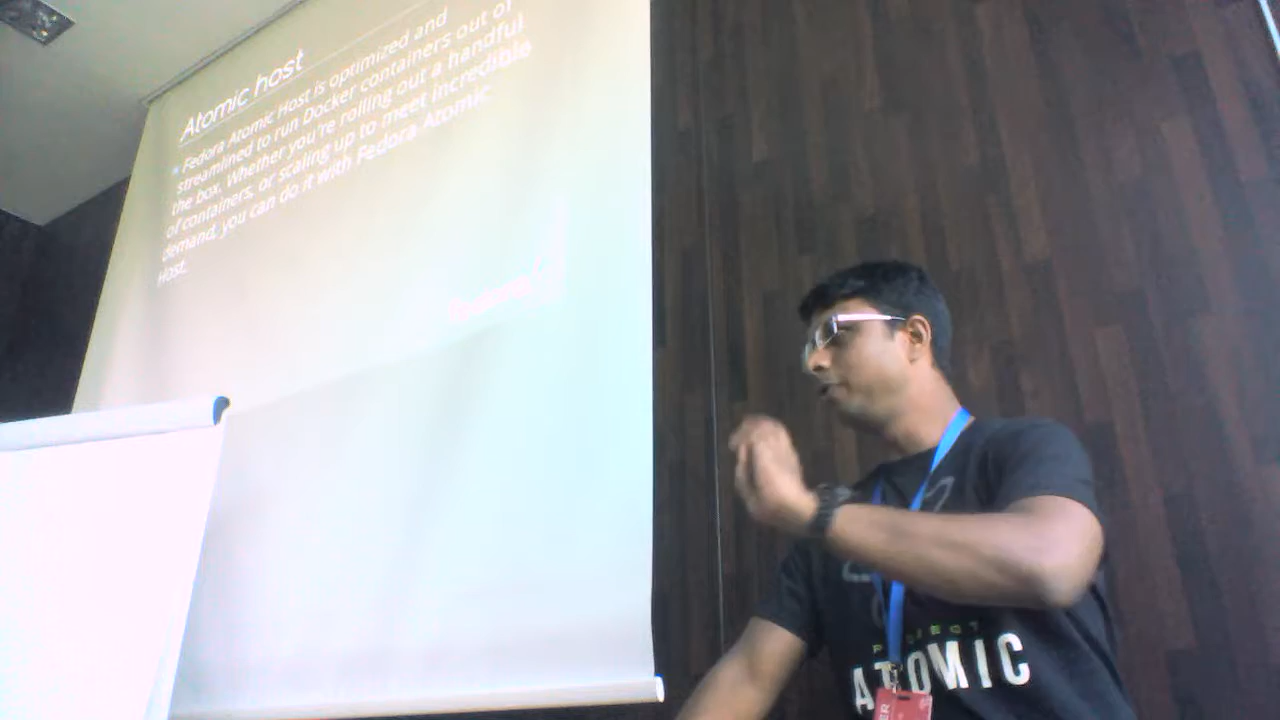 Atomic host
Fedora Atomic Host is optimized and
streamlined to run Docker containers out of
the box. Whether you're rolling out a handful
of containers, or scaling up to meet incredible
demand, you can do it with Fedora Atomic
Host.
PROJECT
ATOMIC